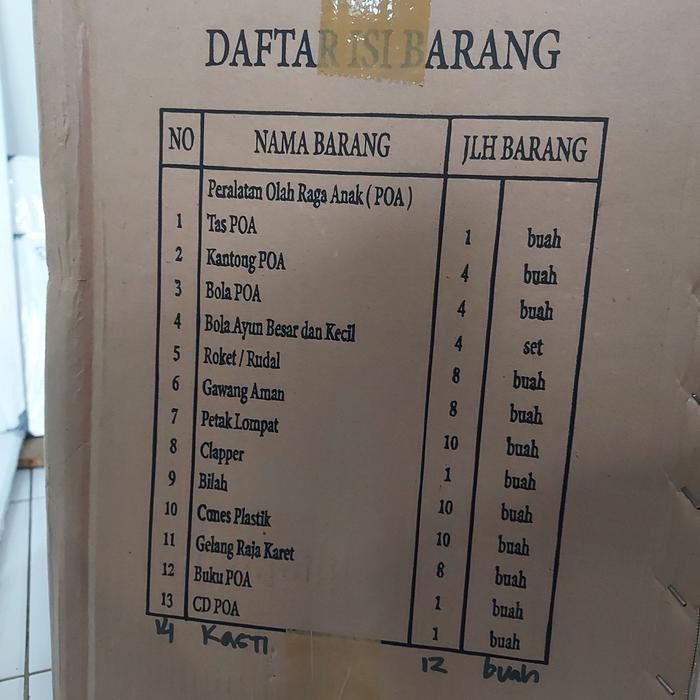 DAFTAR ISI BARANG
NO NAMA BARANG JLH BARANG
Peralatan Olah Raga Anak ( POA )
1 Tas POA 1 buah
2 Kantong POA 4 buah
3 Bola POA 4 buah
4 Bola Ayun Besar dan Kecil 4 set
5 Roket / Rudal 8 buah
6 Gawang Aman 8 buah
7 Petak Lompat 10 buah
8 Clapper 1 buah
9 Bilah 10 buah
10 Cones Plastik 10 buah
11 Gelang Raja Karet 8 buah
12 Buku POA 1 buah
13 CD POA 1 buah
14 Kasti 12 buah